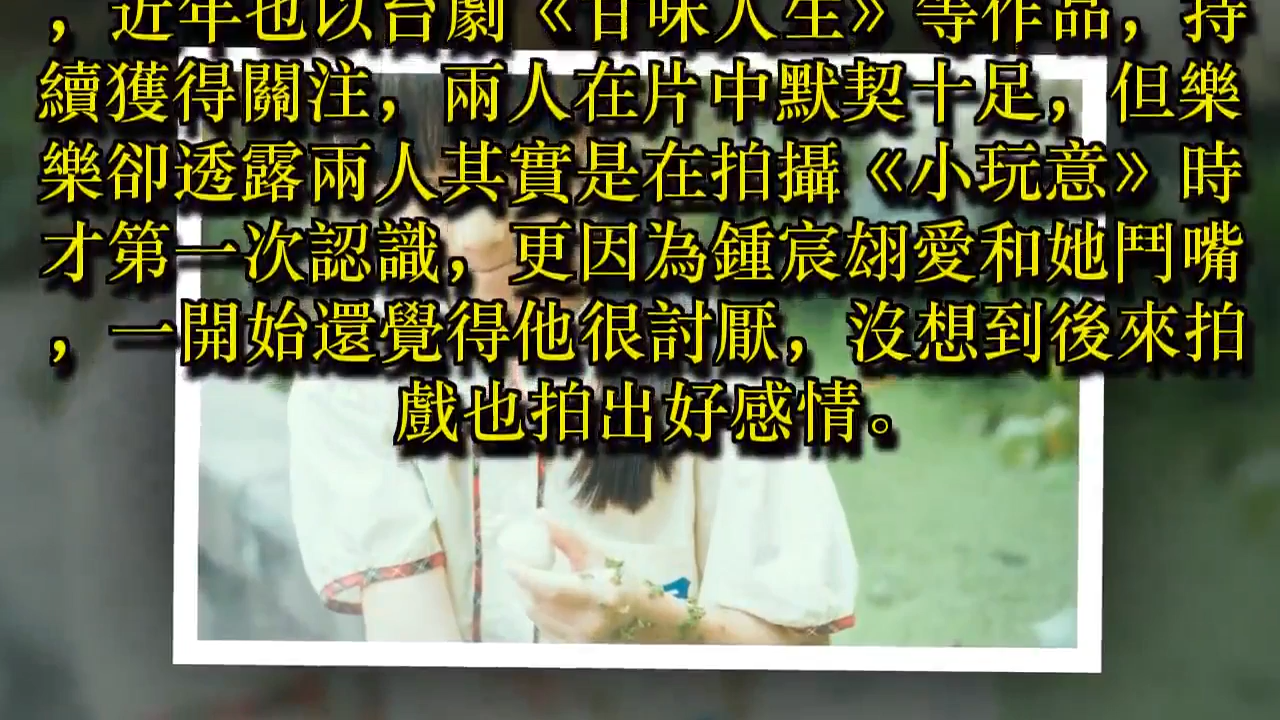 ，近年也以台劇《甘味人生》等作品，持
續獲得關注，兩人在片中默契十足，但樂
樂卻透露兩人其實是在拍攝《小玩意》時
才第一次認識，更因為鍾宸翃愛和她鬥嘴
，一開始還覺得他很討厭，沒想到後來拍
戲也拍出好感情。